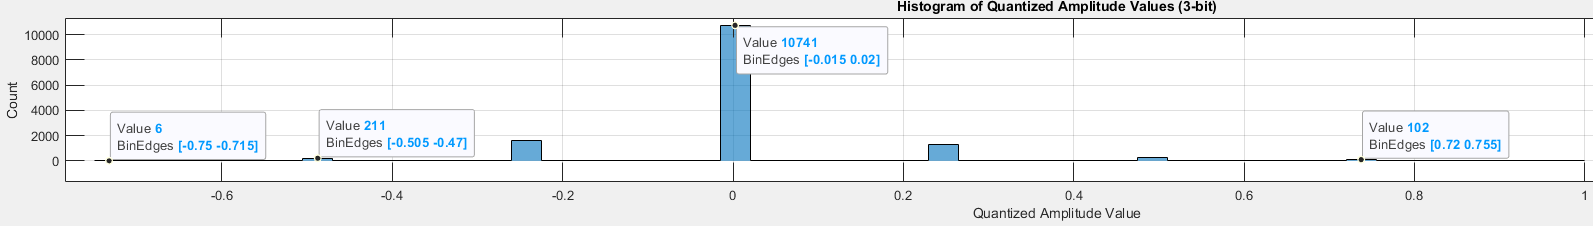 Histogram of Quantized Amplitude Values (3-bit)
10000
8000
6000
4000
2000
0
Count
Value 6
BinEdges [-0.75 -0.715]
Value 211
BinEdges [-0.505 -0.47]
Value 10741
BinEdges [-0.015 0.02]
Value 102
BinEdges [0.72 0.755]
-0.6
-0.4
-0.2
0
0.2
0.4
0.6
0.8
1
Quantized Amplitude Value